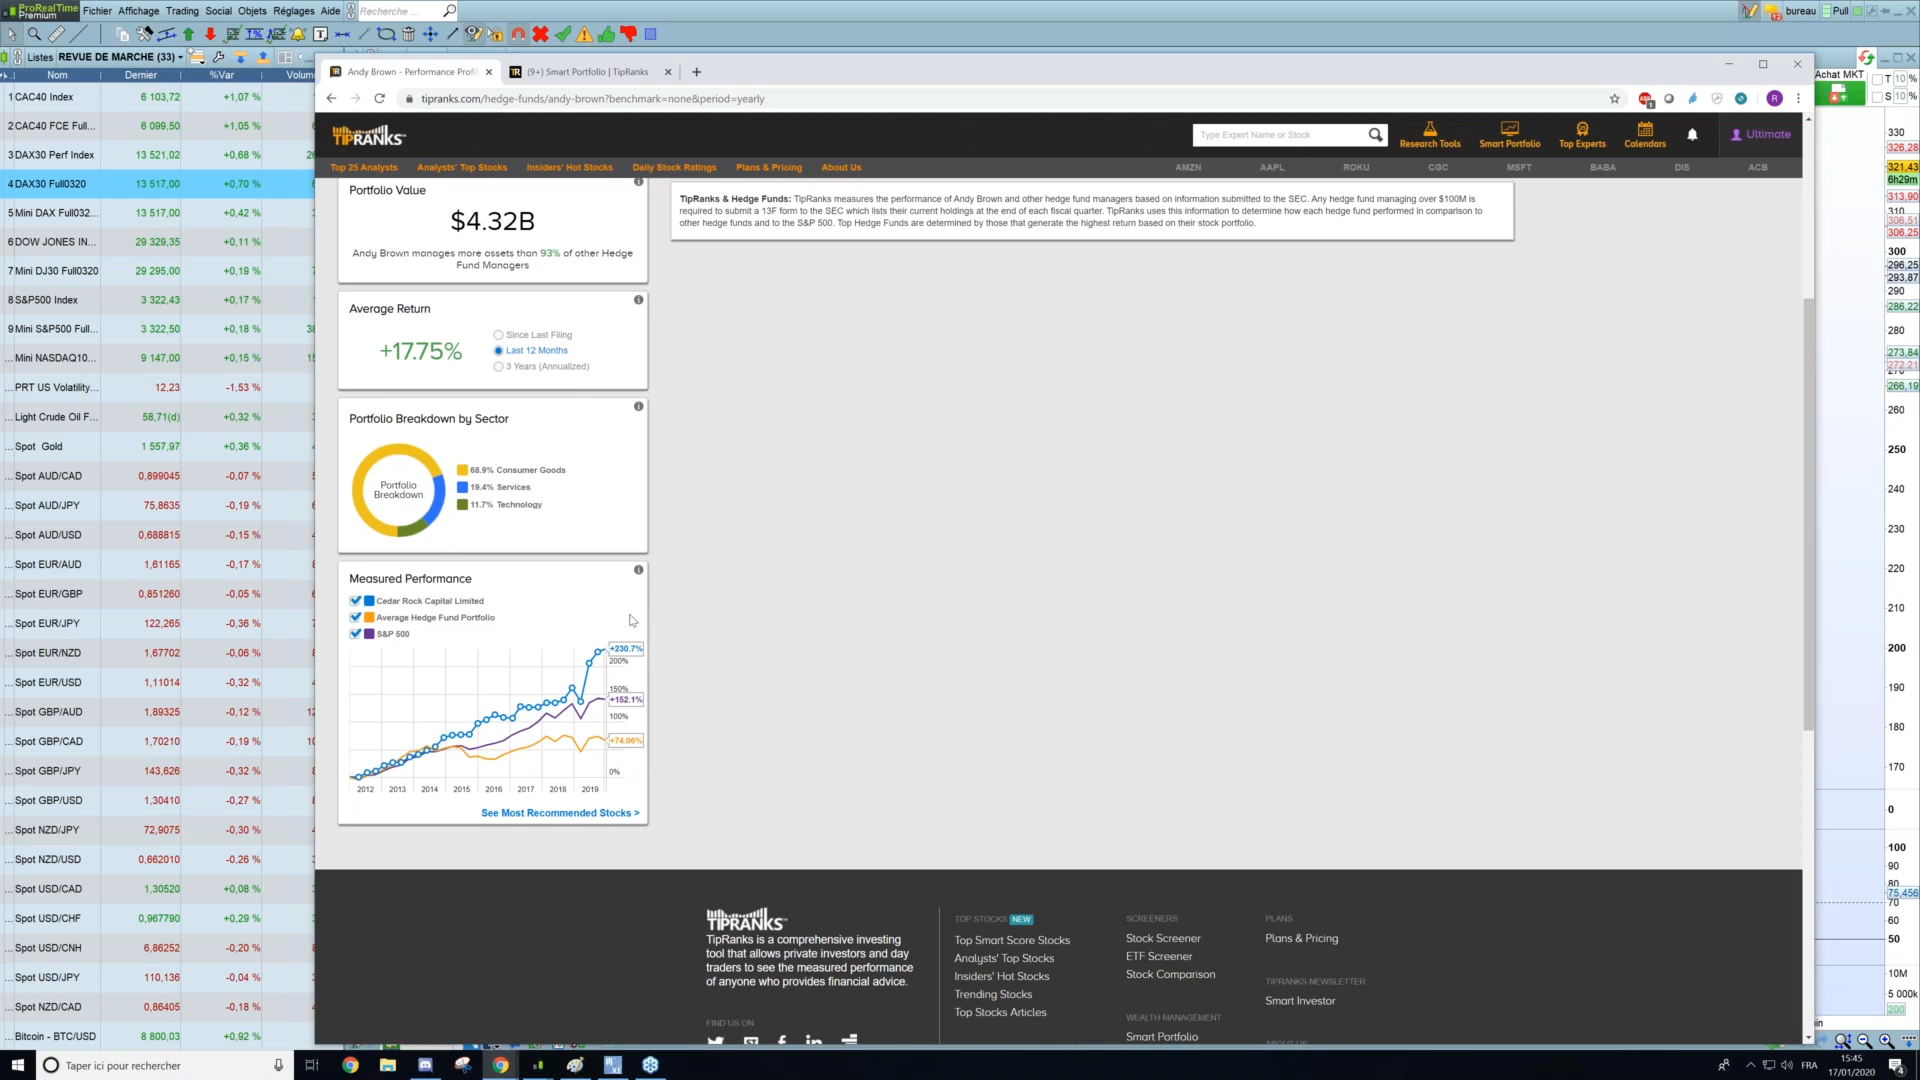 ProRealTime Premium
Fichier Affichage Trading Social Objets Réglages Aide Recherche ...
bureau Pull
Listes REVUE DE MARCHE (33)
Nom Dernier %Var Volum
1 CAC40 Index 6 103,72 +1,07 %
2 CAC40 FCE Full... 6 099,50 +1,05 %
3 DAX30 Perf Index 13 521,02 +0,68 % 26
4 DAX30 Full0320 13 517,00 +0,70 %
5 Mini DAX Full032... 13 517,00 +0,42 %
6 DOW JONES IN... 29 329,35 +0,11 %
7 Mini DJ30 Full0320 29 295,00 +0,19 %
8 S&P500 Index 3 322,43 +0,17 %
9 Mini S&P500 Full... 3 322,50 +0,18 % 38
... Mini NASDAQ10... 9 147,00 +0,15 % 15
... PRT US Volatility... 12,23 -1,53 %
... Light Crude Oil F... 58,71(d) +0,32 %
... Spot Gold 1 557,97 +0,36 %
... Spot AUD/CAD 0,899045 -0,07 %
... Spot AUD/JPY 75,8635 -0,19 %
... Spot AUD/USD 0,688815 -0,15 %
... Spot EUR/AUD 1,61165 -0,17 %
... Spot EUR/GBP 0,851260 -0,05 %
... Spot EUR/JPY 122,265 -0,36 %
... Spot EUR/NZD 1,67702 -0,06 %
... Spot EUR/USD 1,11014 -0,32 %
... Spot GBP/AUD 1,89325 -0,12 % 12
... Spot GBP/CAD 1,70210 -0,19 % 10
... Spot GBP/JPY 143,626 -0,32 %
... Spot GBP/USD 1,30410 -0,27 %
... Spot NZD/JPY 72,9075 -0,30 %
... Spot NZD/USD 0,662010 -0,26 %
... Spot USD/CAD 1,30520 +0,08 %
... Spot USD/CHF 0,967790 +0,29 %
... Spot USD/CNH 6,86252 -0,20 %
... Spot USD/JPY 110,136 -0,04 %
... Spot NZD/CAD 0,86405 -0,18 %
... Bitcoin - BTC/USD 8 800,03 +0,92 %
Andy Brown - Performance Profil
(9+) Smart Portfolio | TipRanks
tipranks.com/hedge-funds/andy-brown?benchmark=none&period=yearly
TIPRANKS
Type Expert Name or Stock
Research Tools Smart Portfolio Top Experts Calendars Ultimate
Top 25 Analysts Analysts' Top Stocks Insiders' Hot Stocks Daily Stock Ratings Plans & Pricing About Us
AMZN AAPL ROKU CGC MSFT BABA DIS ACB
Portfolio Value
$4.32B
Andy Brown manages more assets than 93% of other Hedge
Fund Managers
TipRanks & Hedge Funds: TipRanks measures the performance of Andy Brown and other hedge fund managers based on information submitted to the SEC. Any hedge fund managing over $100M is
required to submit a 13F form to the SEC which lists their current holdings at the end of each fiscal quarter. TipRanks uses this information to determine how each hedge fund performed in comparison to
other hedge funds and to the S&P 500. Top Hedge Funds are determined by those that generate the highest return based on their stock portfolio.
Average Return
+17.75%
Since Last Filing
Last 12 Months
3 Years (Annualized)
Portfolio Breakdown by Sector
Portfolio
Breakdown
68.9% Consumer Goods
19.4% Services
11.7% Technology
Measured Performance
Cedar Rock Capital Limited
Average Hedge Fund Portfolio
S&P 500
+230.7%
200%
150%
+152.1%
100%
+74.06%
0%
2012 2013 2014 2015 2016 2017 2018 2019
See Most Recommended Stocks >
TIPRANKS
TipRanks is a comprehensive investing
tool that allows private investors and day
traders to see the measured performance
of anyone who provides financial advice.
FIND US ON
TOP STOCKS NEW
Top Smart Score Stocks
Analysts' Top Stocks
Insiders' Hot Stocks
Trending Stocks
Top Stocks Articles
SCREENERS
Stock Screener
ETF Screener
Stock Comparison
WEALTH MANAGEMENT
Smart Portfolio
PLANS
Plans & Pricing
TIPRANKS NEWSLETTER
Smart Investor
Achat MKT
T 10 %
S 10 %
330
326,28
321,43
6h29m
313,90
310
306,51
306,25
300
296,25
293,87
290
286,22
280
273,84
272,21
270
266,19
260
250
240
230
220
210
200
190
180
170
0
100
90
80
75,456
70
60
50
10M
5 000k
200
Taper ici pour rechercher
FRA
15:45
17/01/2020